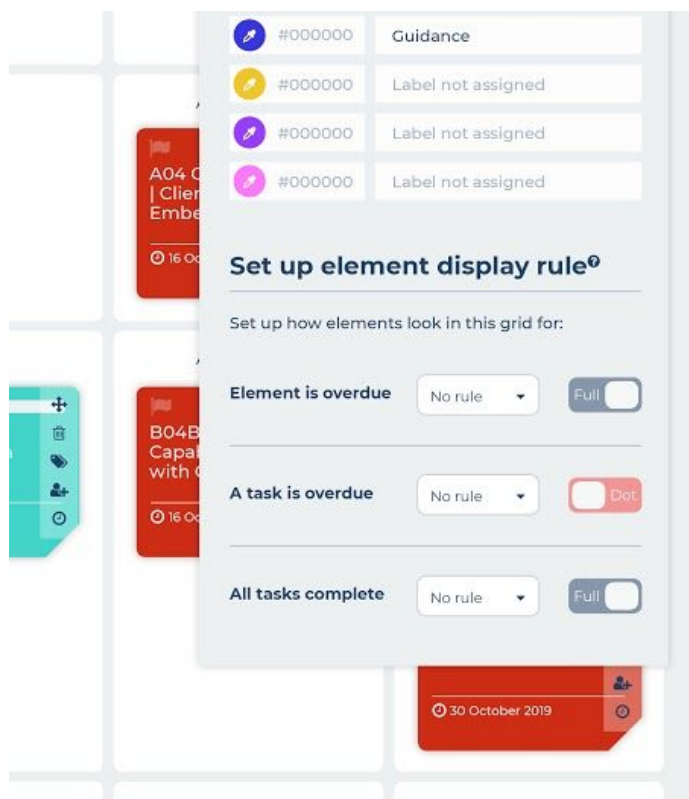 #000000 Guidance
#000000 Label not assigned
#000000 Label not assigned
#000000 Label not assigned
A04
| Clien
Embe
16 Oc
Set up element display rule
Set up how elements look in this grid for:
Element is overdue No rule Full
B04B
Capal
with
16 Oc
A task is overdue No rule Dot
All tasks complete No rule Full
30 October 2019